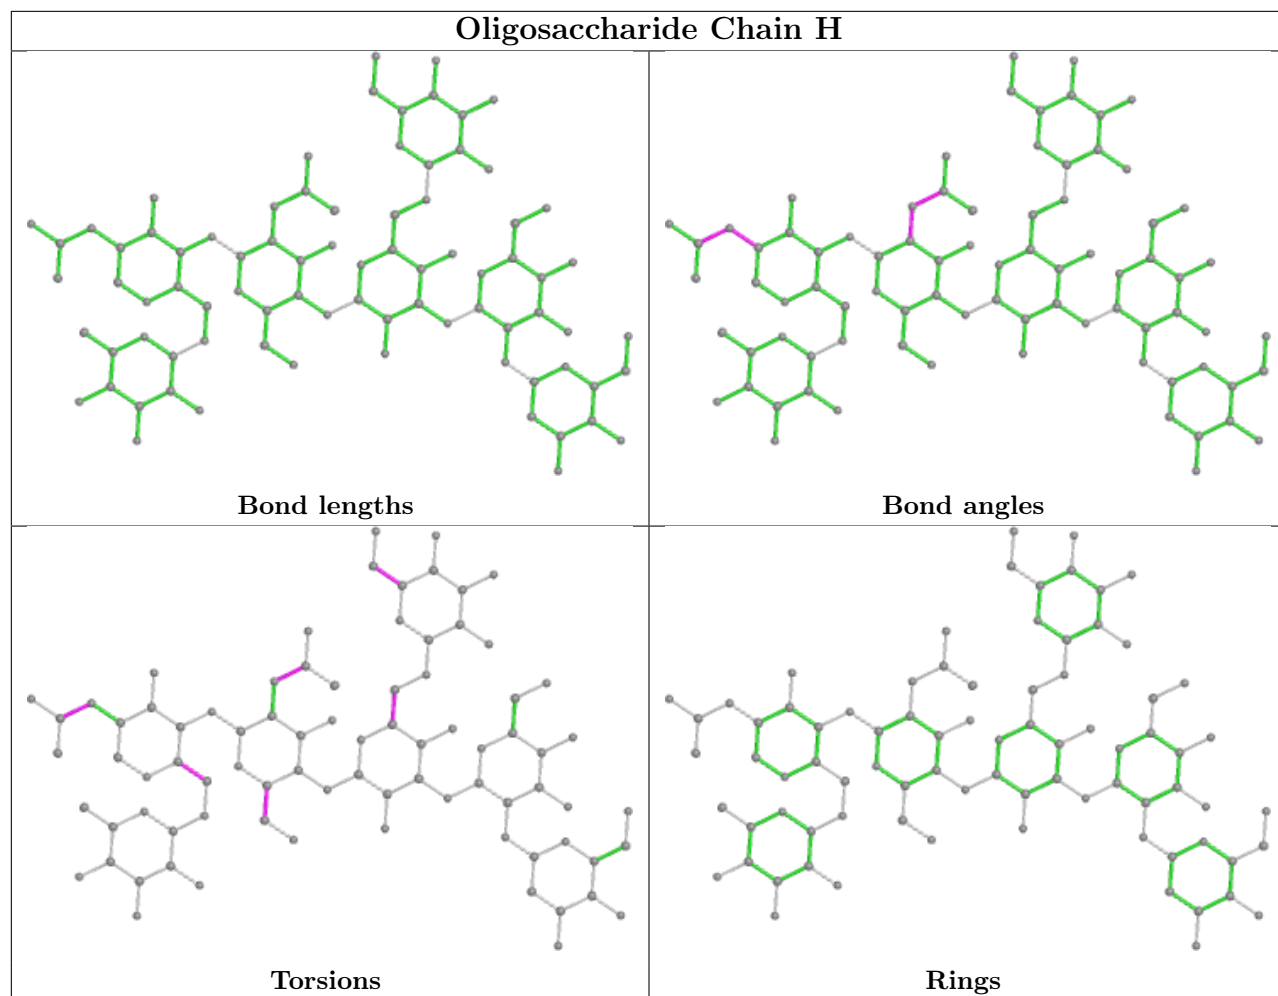 Oligosaccharide Chain H
Bond lengths
Bond angles
Torsions
Rings